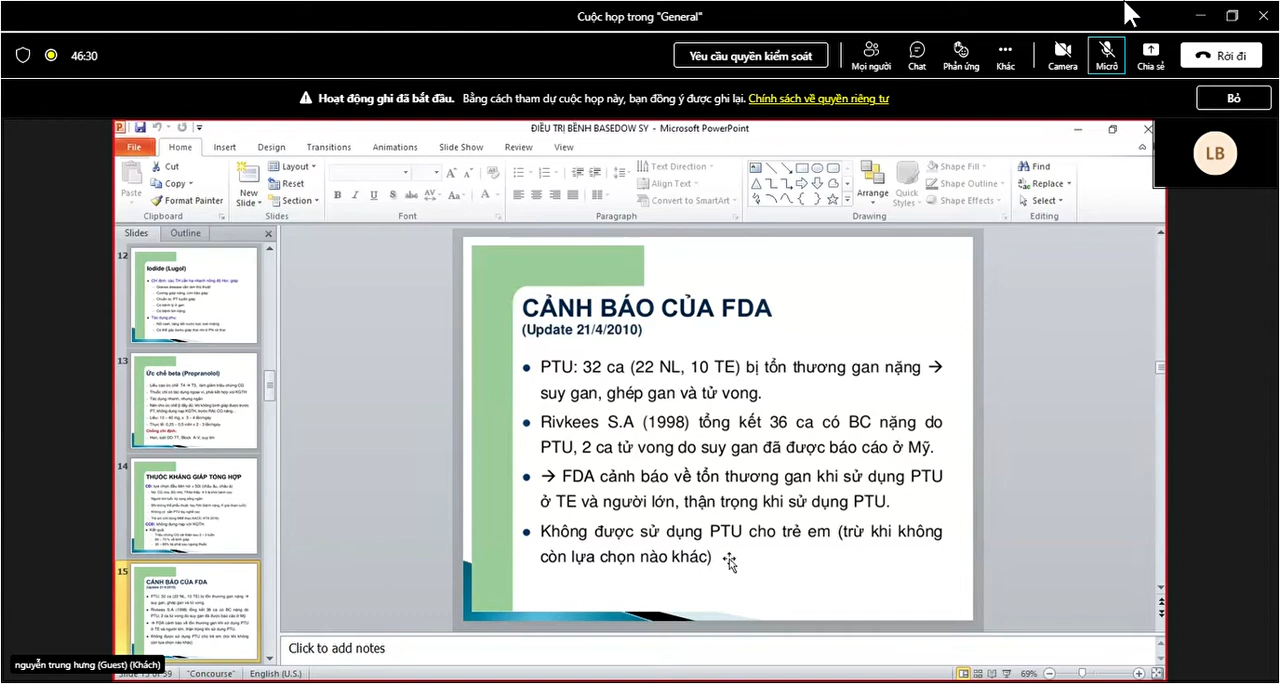 Cuộc họp trong "General"
46:30
Yêu cầu quyền kiểm soát
Mọi người
Chat
Phản ứng
Khác
Camera
Micrô
Chia sẻ
Rời đi
Hoạt động ghi đã bắt đầu. Bằng cách tham dự cuộc họp này, bạn đồng ý được ghi lại. Chính sách về quyền riêng tư
Bỏ
ĐIỀU TRỊ BỆNH BASEDOW SY - Microsoft PowerPoint
LB
File Home Insert Design Transitions Animations Slide Show Review View
Paste
Cut
Copy
Format Painter
Clipboard
New
Slide
Layout
Reset
Section
Slides
Font
Text Direction
Align Text
Convert to SmartArt
Paragraph
Arrange
Quick
Styles
Shape Fill
Shape Outline
Shape Effects
Drawing
Find
Replace
Select
Editing
Slides Outline
12
Iodide (Lugol)
13
Ức chế beta (Propranolol)
14
THUỐC KHÁNG GIÁP TỔNG HỢP
15
CẢNH BÁO CỦA FDA
CẢNH BÁO CỦA FDA
(Update 21/4/2010)
• PTU: 32 ca (22 NL, 10 TE) bị tổn thương gan nặng →
suy gan, ghép gan và tử vong.
• Rivkees S.A (1998) tổng kết 36 ca có BC nặng do
PTU, 2 ca tử vong do suy gan đã được báo cáo ở Mỹ.
• → FDA cảnh báo về tổn thương gan khi sử dụng PTU
ở TE và người lớn, thận trọng khi sử dụng PTU.
• Không được sử dụng PTU cho trẻ em (trừ khi không
còn lựa chọn nào khác)
Click to add notes
nguyễn trung hưng (Guest) (Khách)
"Concourse"
English (U.S.)
69%